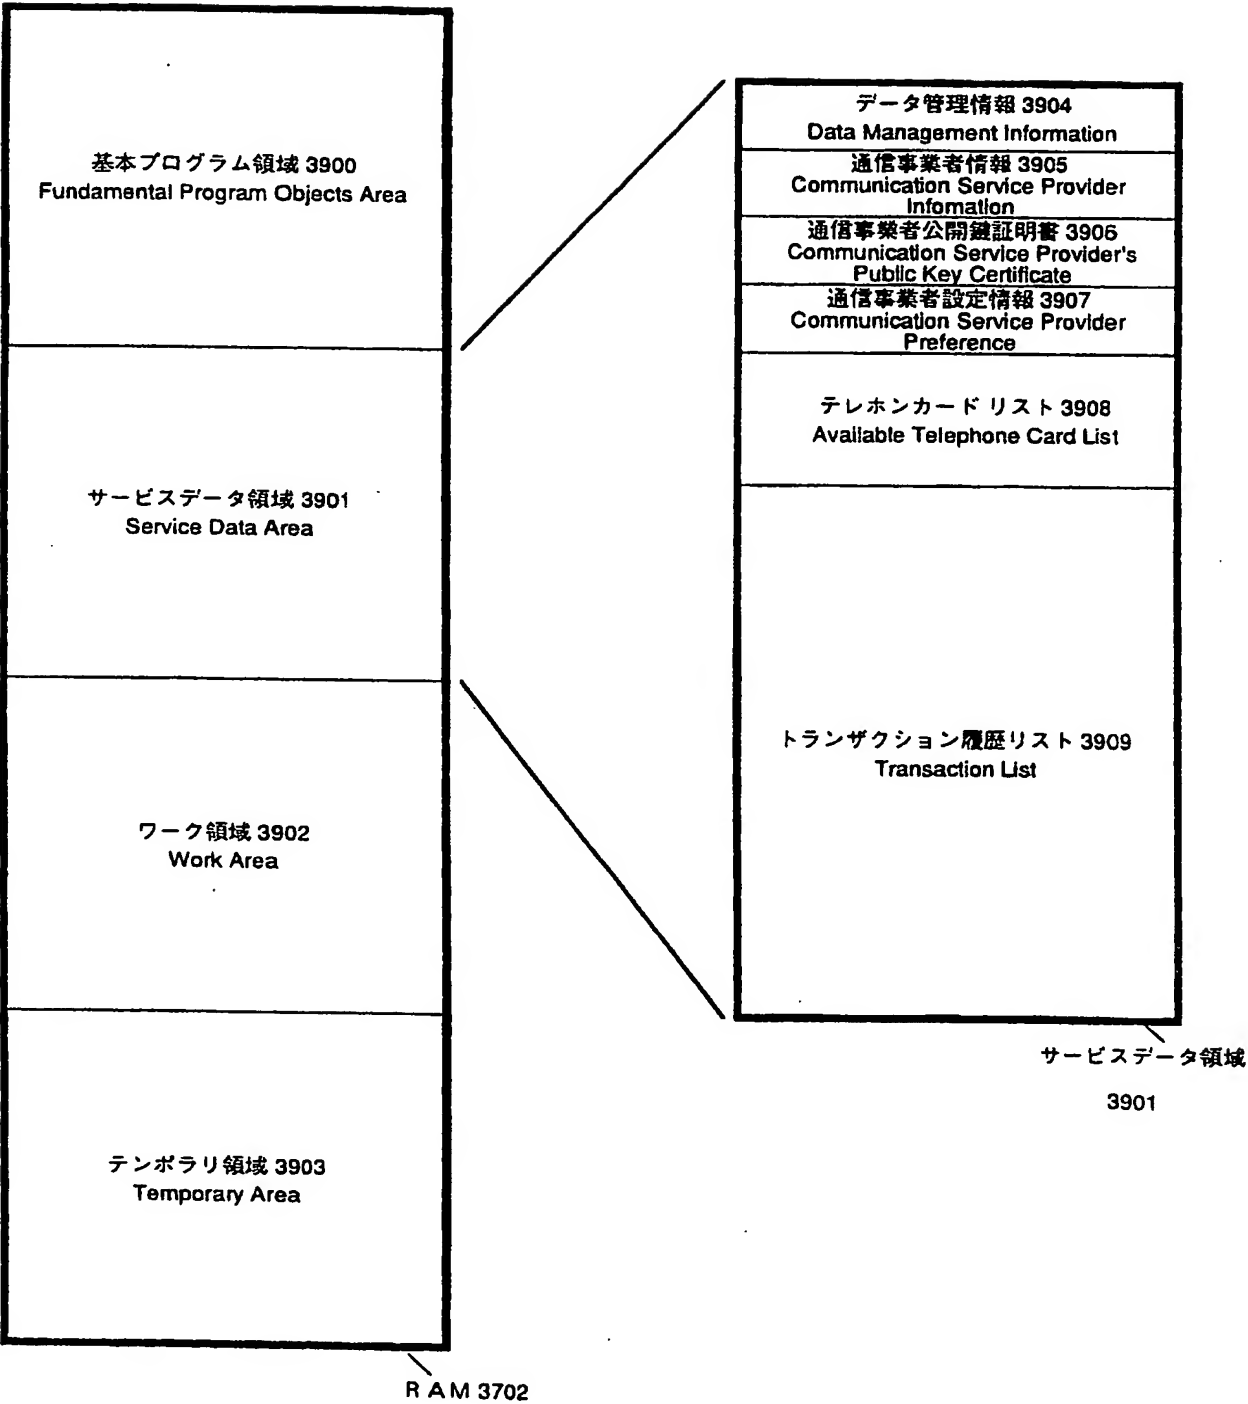 基本プログラム領域 3900
Fundamental Program Objects Area
サービスデータ領域 3901
Service Data Area
ワーク領域 3902
Work Area
テンポラリ領域 3903
Temporary Area
RAM 3702
データ管理情報 3904
Data Management Information
通信事業者情報 3905
Communication Service Provider
Infomation
通信事業者公開鍵証明書 3906
Communication Service Provider's
Public Key Certificate
通信事業者設定情報 3907
Communication Service Provider
Preference
テレホンカード リスト 3908
Available Telephone Card List
トランザクション履歴リスト 3909
Transaction List
サービスデータ領域
3901